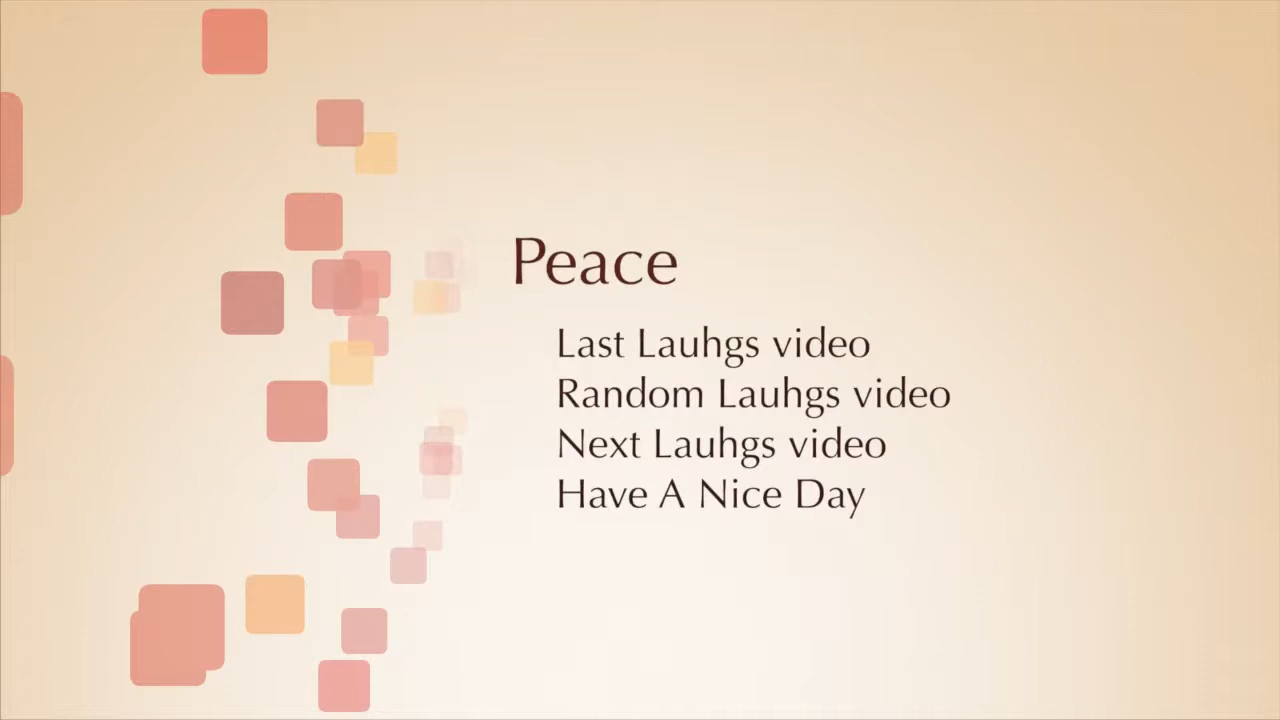 Peace
Last Lauhgs video
Random Lauhgs video
Next Lauhgs video
Have A Nice Day